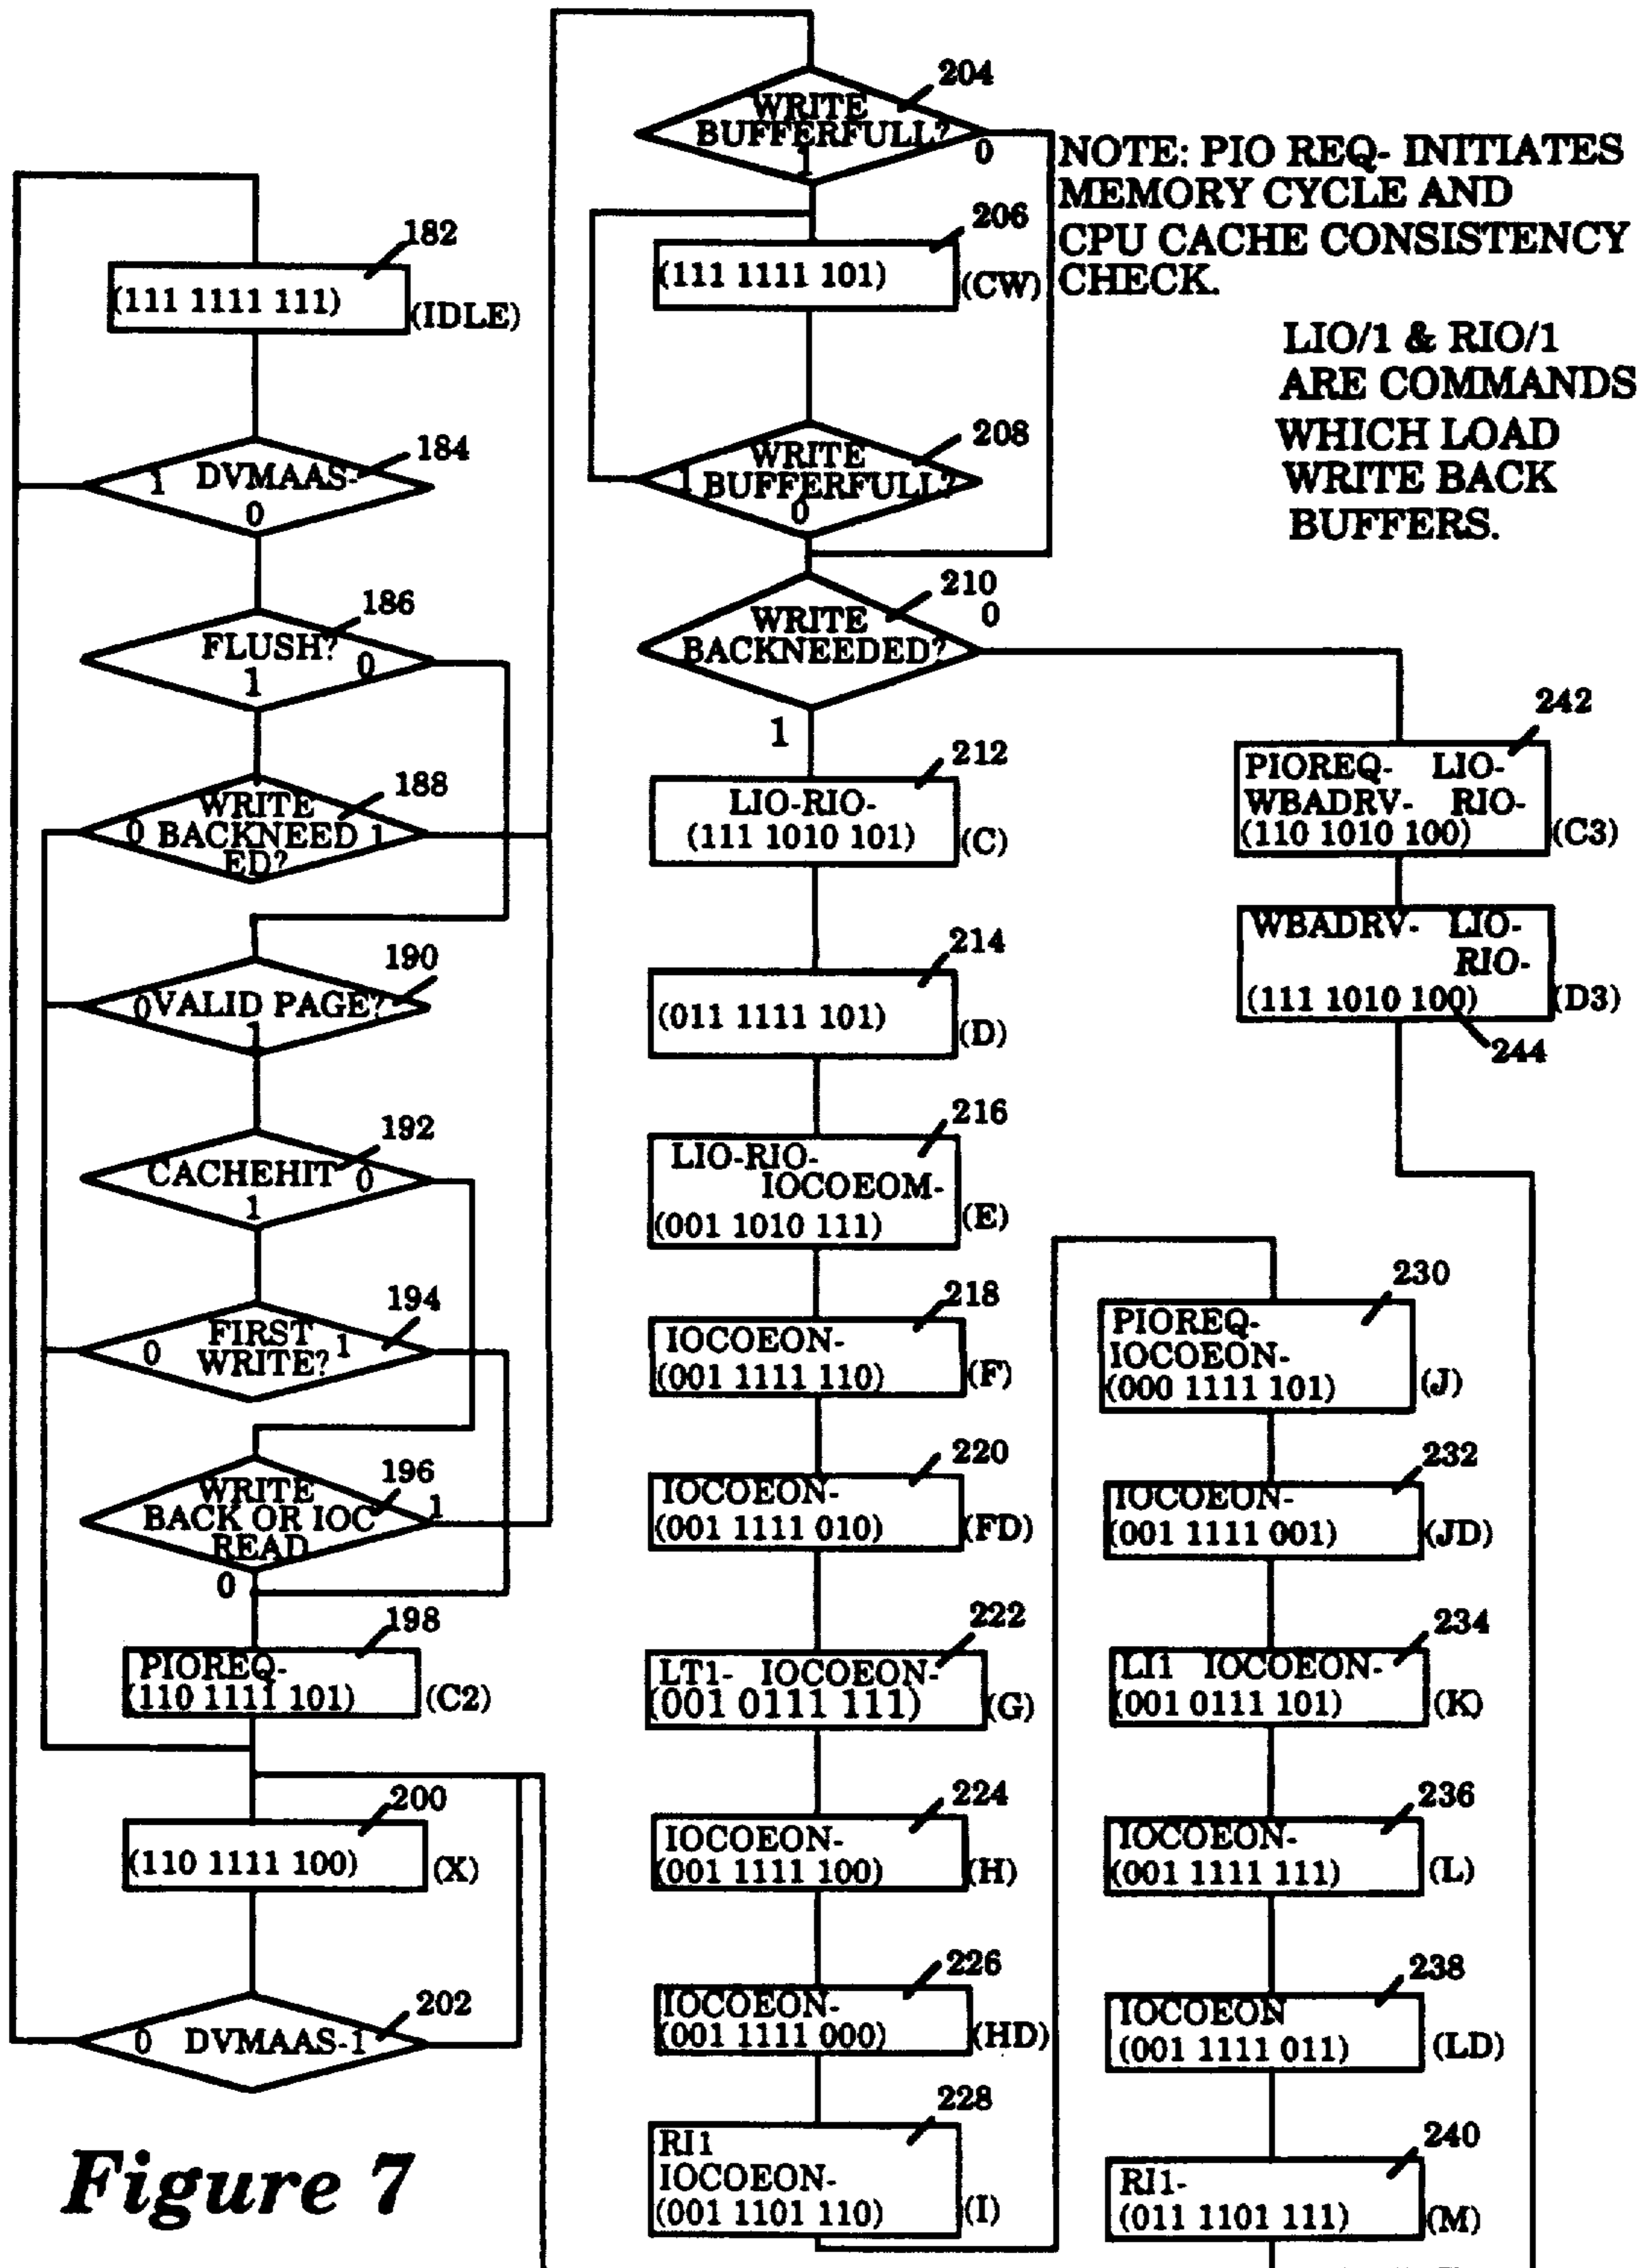 182
(111 1111 111)
(IDLE)
184
1 DVMAAS-
0
186
FLUSH?
1 0
188
WRITE
0 BACKNEED 1
ED?
190
0 VALID PAGE?
1
192
CACHEHIT 0
1
194
FIRST
0 WRITE? 1
196
WRITE
BACK OR IOC 1
READ
0
198
PIOREQ-
(110 1111 101)
(C2)
200
(110 1111 100)
(X)
202
0 DVMAAS-1
Figure 7
204
WRITE
BUFFERFULL?
1 0
206
(111 1111 101)
(CW)
208
WRITE
1 BUFFERFULL?
0
210
WRITE 0
BACKNEEDED?
1
212
LIO-RIO-
(111 1010 101)
(C)
214
(011 1111 101)
(D)
216
LIO-RIO-
IOCOEOM-
(001 1010 111)
(E)
218
IOCOEON-
(001 1111 110)
(F)
220
IOCOEON-
(001 1111 010)
(FD)
222
LT1- IOCOEON-
(001 0111 111)
(G)
224
IOCOEON-
(001 1111 100)
(H)
226
IOCOEON-
(001 1111 000)
(HD)
228
RI1
IOCOEON-
(001 1101 110)
(I)
NOTE: PIO REQ- INITIATES
MEMORY CYCLE AND
CPU CACHE CONSISTENCY
CHECK.
LIO/1 & RIO/1
ARE COMMANDS
WHICH LOAD
WRITE BACK
BUFFERS.
242
PIOREQ- LIO-
WBADRV- RIO-
(110 1010 100)
(C3)
WBADRV- LIO-
RIO-
(111 1010 100)
(D3)
244
230
PIOREQ-
IOCOEON-
(000 1111 101)
(J)
232
IOCOEON-
(001 1111 001)
(JD)
234
LI1 IOCOEON-
(001 0111 101)
(K)
236
IOCOEON-
(001 1111 111)
(L)
238
IOCOEON
(001 1111 011)
(LD)
240
RI1-
(011 1101 111)
(M)